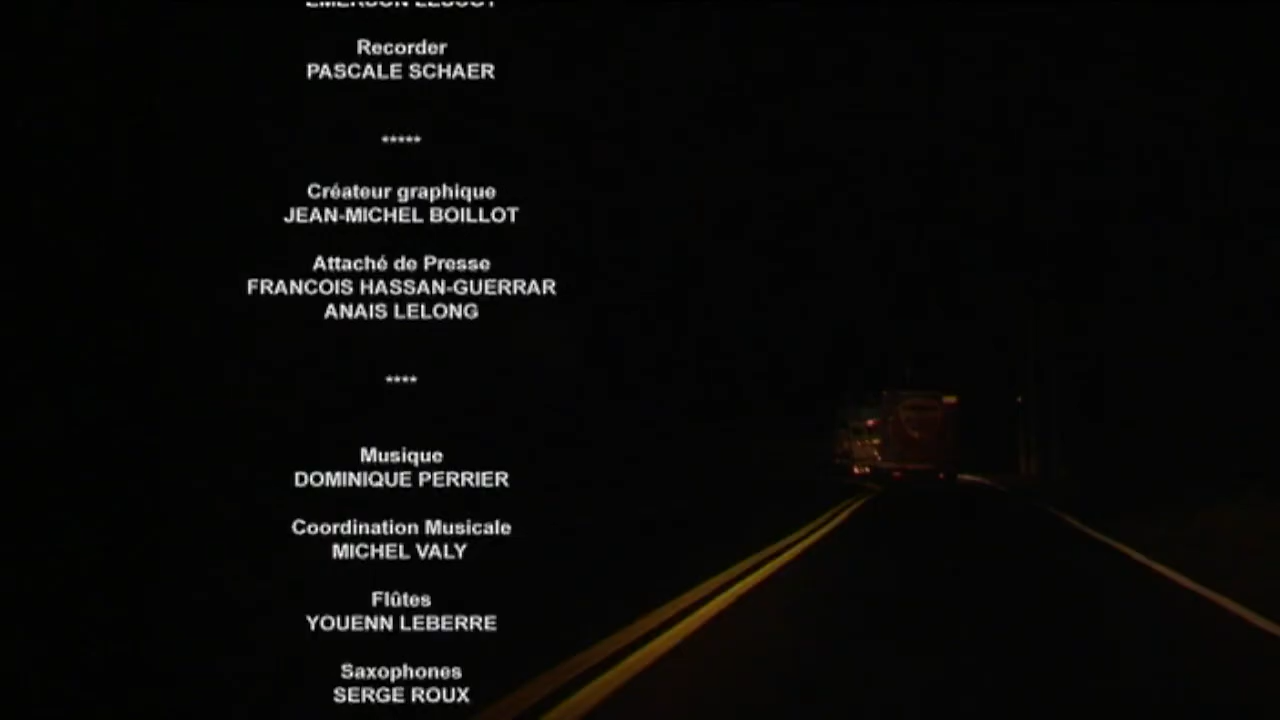 Recorder
PASCALE SCHAER
*****
Créateur graphique
JEAN-MICHEL BOILLOT
Attaché de Presse
FRANCOIS HASSAN-GUERRAR
ANAIS LELONG
****
Musique
DOMINIQUE PERRIER
Coordination Musicale
MICHEL VALY
Flûtes
YOUENN LEBERRE
Saxophones
SERGE ROUX